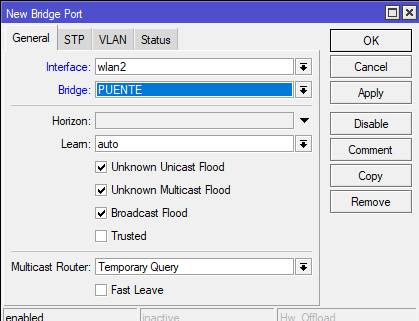 New Bridge Port
General STP VLAN Status
Interface: wlan2
Bridge: PUENTE
Horizon:
Learn: auto
Unknown Unicast Flood
Unknown Multicast Flood
Broadcast Flood
Trusted
Multicast Router: Temporary Query
Fast Leave
OK
Cancel
Apply
Disable
Comment
Copy
Remove
enabled inactive Hw. Offload